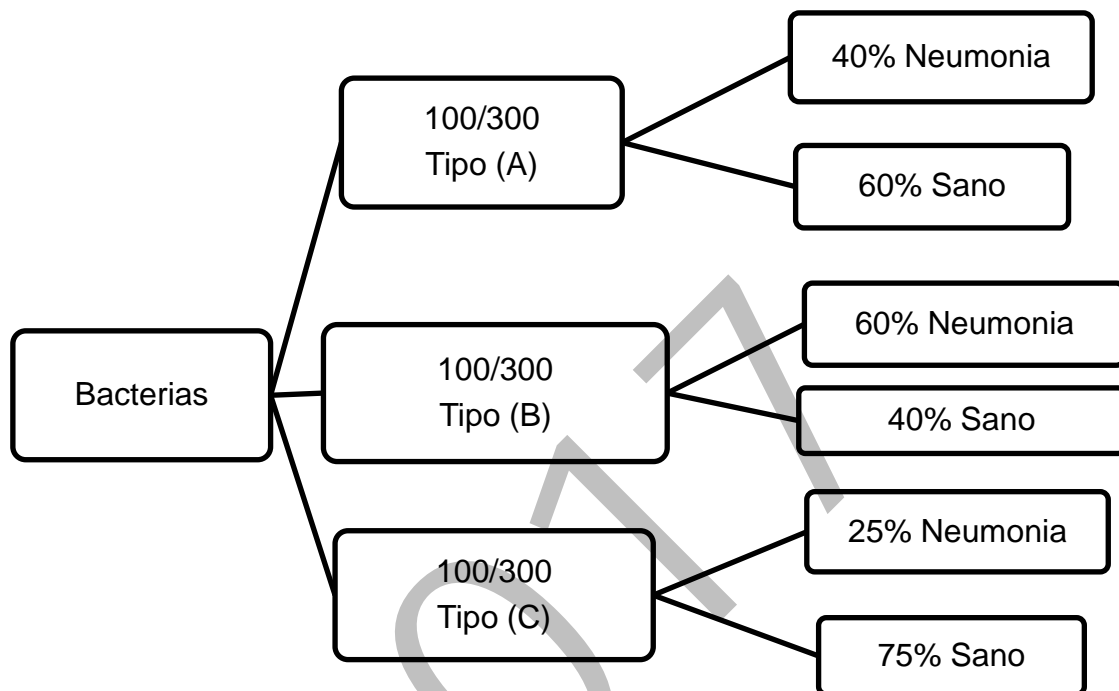 40% Neumonia
100/300
Tipo (A)
60% Sano
60% Neumonia
100/300
Tipo (B)
Bacterias
40% Sano
25% Neumonia
100/300
Tipo (C)
75% Sano